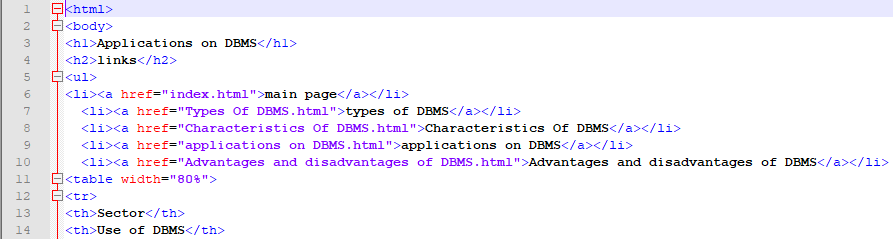 1 <html>
2 <body>
3 <h1>Applications on DBMS</h1>
4 <h2>links</h2>
5 <ul>
6 <li><a href="index.html">main page</a></li>
7 <li><a href="Types Of DBMS.html">types of DBMS</a></li>
8 <li><a href="Characteristics Of DBMS.html">Characteristics Of DBMS</a></li>
9 <li><a href="applications on DBMS.html">applications on DBMS</a></li>
10 <li><a href="Advantages and disadvantages of DBMS.html">Advantages and disadvantages of DBMS</a></li>
11 <table width="80%">
12 <tr>
13 <th>Sector</th>
14 <th>Use of DBMS</th>